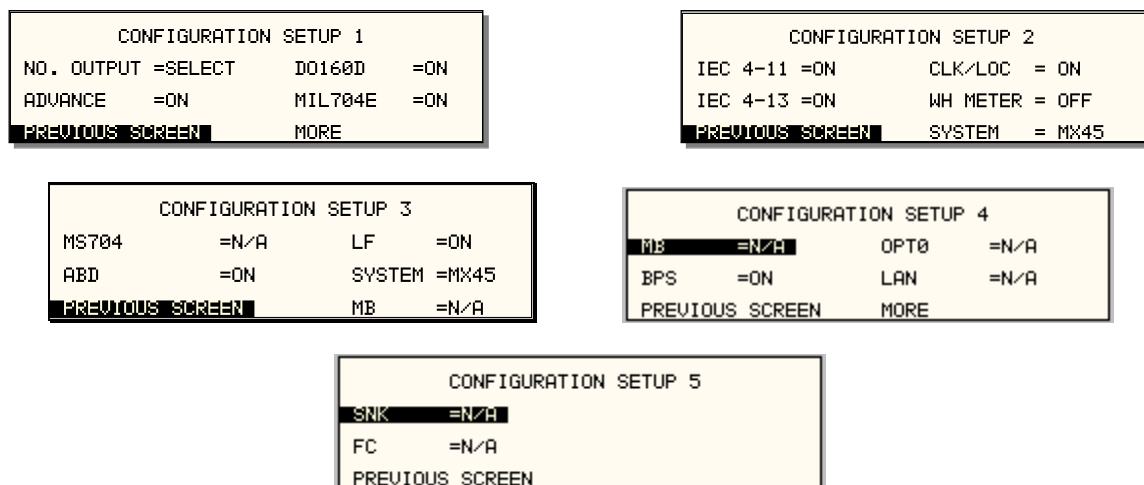 CONFIGURATION SETUP 1
NO. OUTPUT =SELECT DO160D =ON
ADVANCE =ON MIL704E =ON
PREVIOUS SCREEN MORE
CONFIGURATION SETUP 2
IEC 4-11 =ON CLK/LOC = ON
IEC 4-13 =ON WH METER = OFF
PREVIOUS SCREEN SYSTEM = MX45
CONFIGURATION SETUP 3
MS704 =N/A LF =ON
ABD =ON SYSTEM =MX45
PREVIOUS SCREEN MB =N/A
CONFIGURATION SETUP 4
MB =N/A OPT0 =N/A
BPS =ON LAN =N/A
PREVIOUS SCREEN MORE
CONFIGURATION SETUP 5
SNK =N/A
FC =N/A
PREVIOUS SCREEN